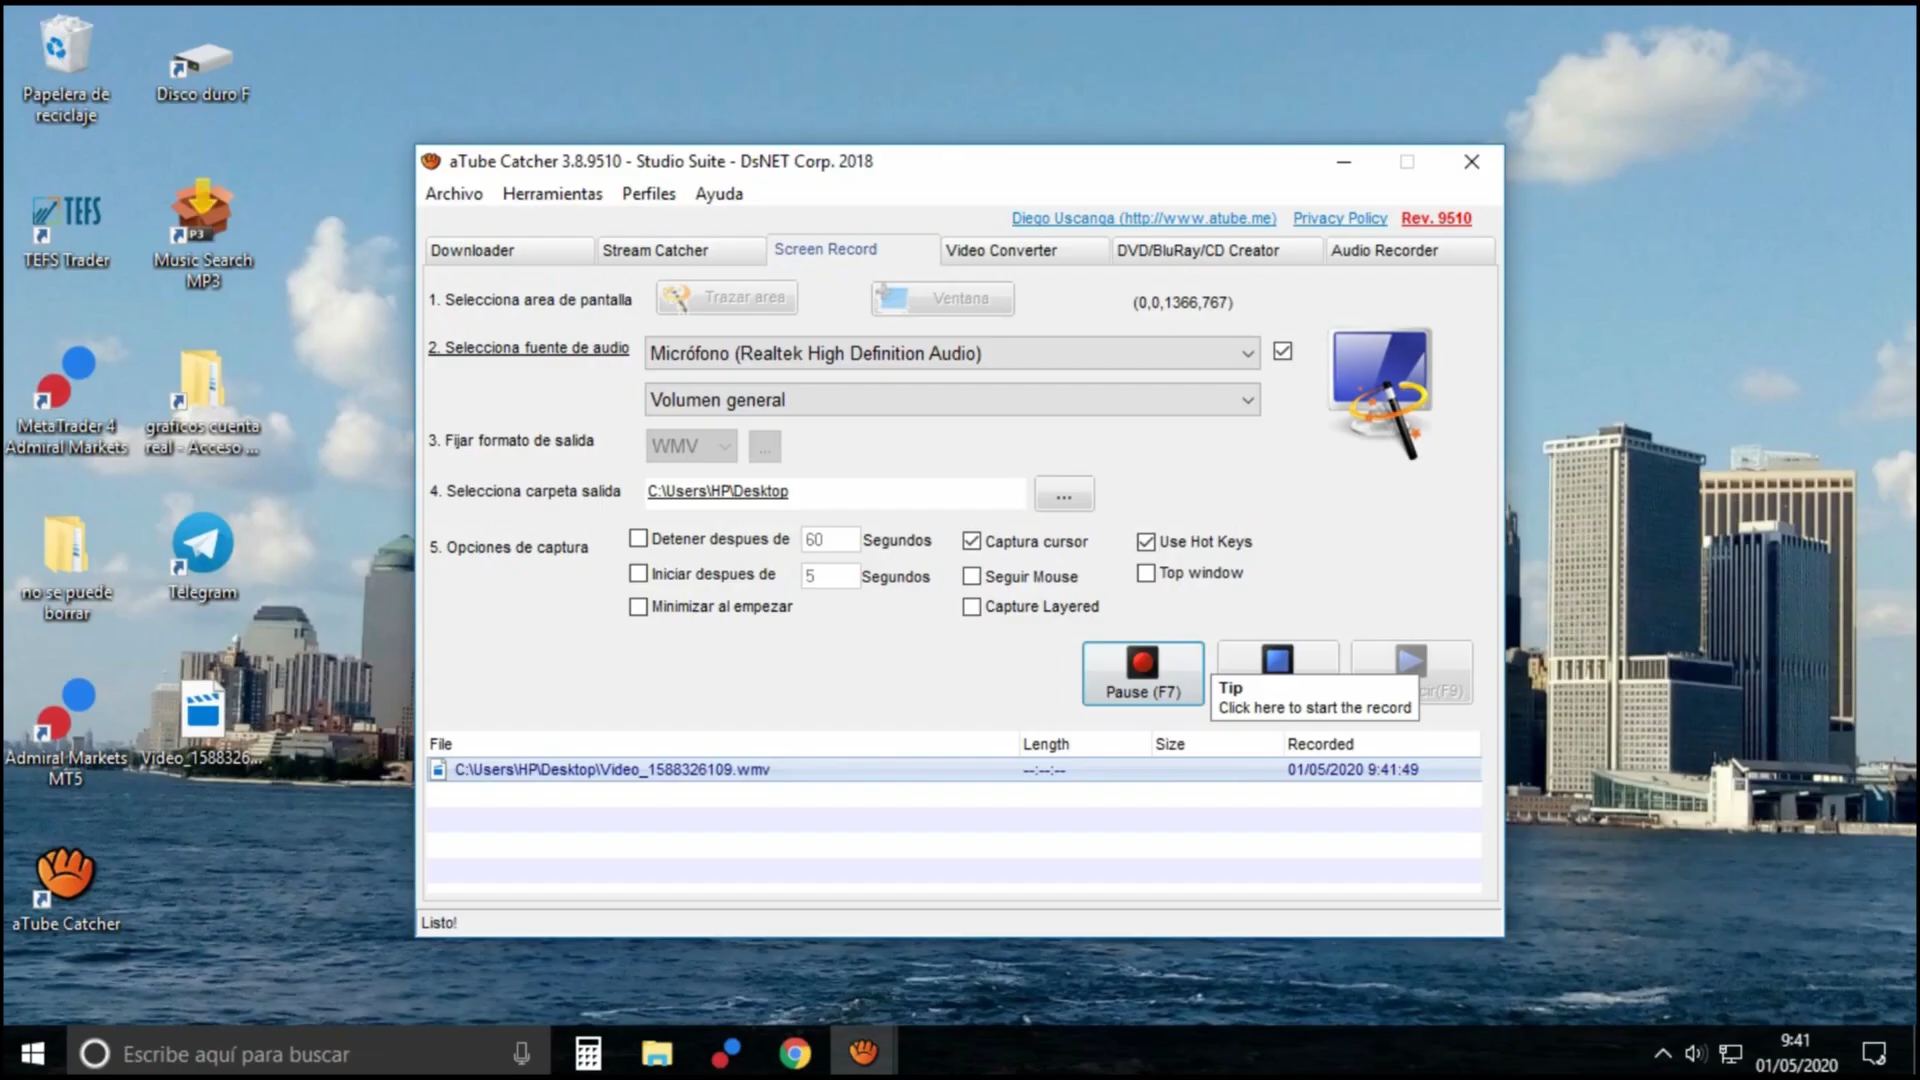 Papelera de
reciclaje
Disco duro F
TEFS
TEFS Trader
P3
Music Search
MP3
MetaTrader 4
Admiral Markets
graficos cuenta
real - Acceso ...
no se puede
borrar
Telegram
Admiral Markets
MT5
Video_1588326...
aTube Catcher
aTube Catcher 3.8.9510 - Studio Suite - DsNET Corp. 2018
Archivo Herramientas Perfiles Ayuda
Diego Uscanga (http://www.atube.me) Privacy Policy Rev. 9510
Downloader Stream Catcher Screen Record Video Converter DVD/BluRay/CD Creator Audio Recorder
1. Selecciona area de pantalla Trazar area Ventana (0,0,1366,767)
2. Selecciona fuente de audio Micrófono (Realtek High Definition Audio)
Volumen general
3. Fijar formato de salida WMV ...
4. Selecciona carpeta salida C:\Users\HP\Desktop ...
5. Opciones de captura Detener despues de 60 Segundos Captura cursor Use Hot Keys
Iniciar despues de 5 Segundos Seguir Mouse Top window
Minimizar al empezar Capture Layered
Pause (F7) cir(F9)
Tip
Click here to start the record
File Length Size Recorded
C:\Users\HP\Desktop\Video_1588326109.wmv --:--:-- 01/05/2020 9:41:49
Listo!
Escribe aquí para buscar
9:41
01/05/2020